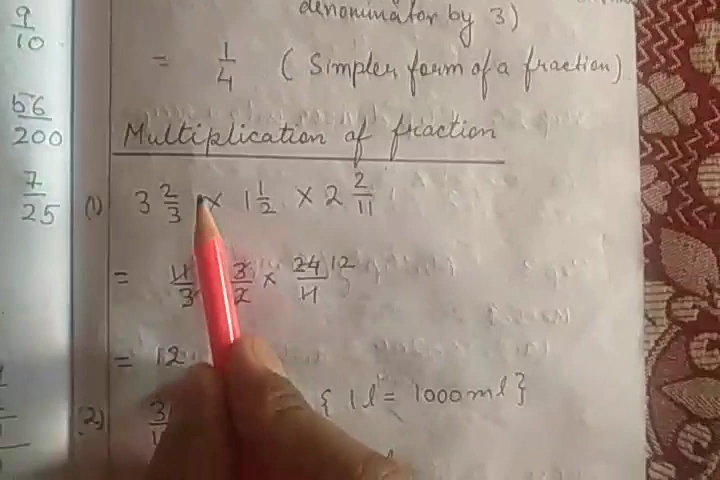 9/10
56/200
7/25
denominator by 3)
= 1/4 (Simpler form of a fraction)
Multiplication of fraction
(1) 3 2/3 × 1 1/2 × 2 2/11
= 11/3 3/2 × 24/11 12
= 12
(2) { 1l = 1000ml }